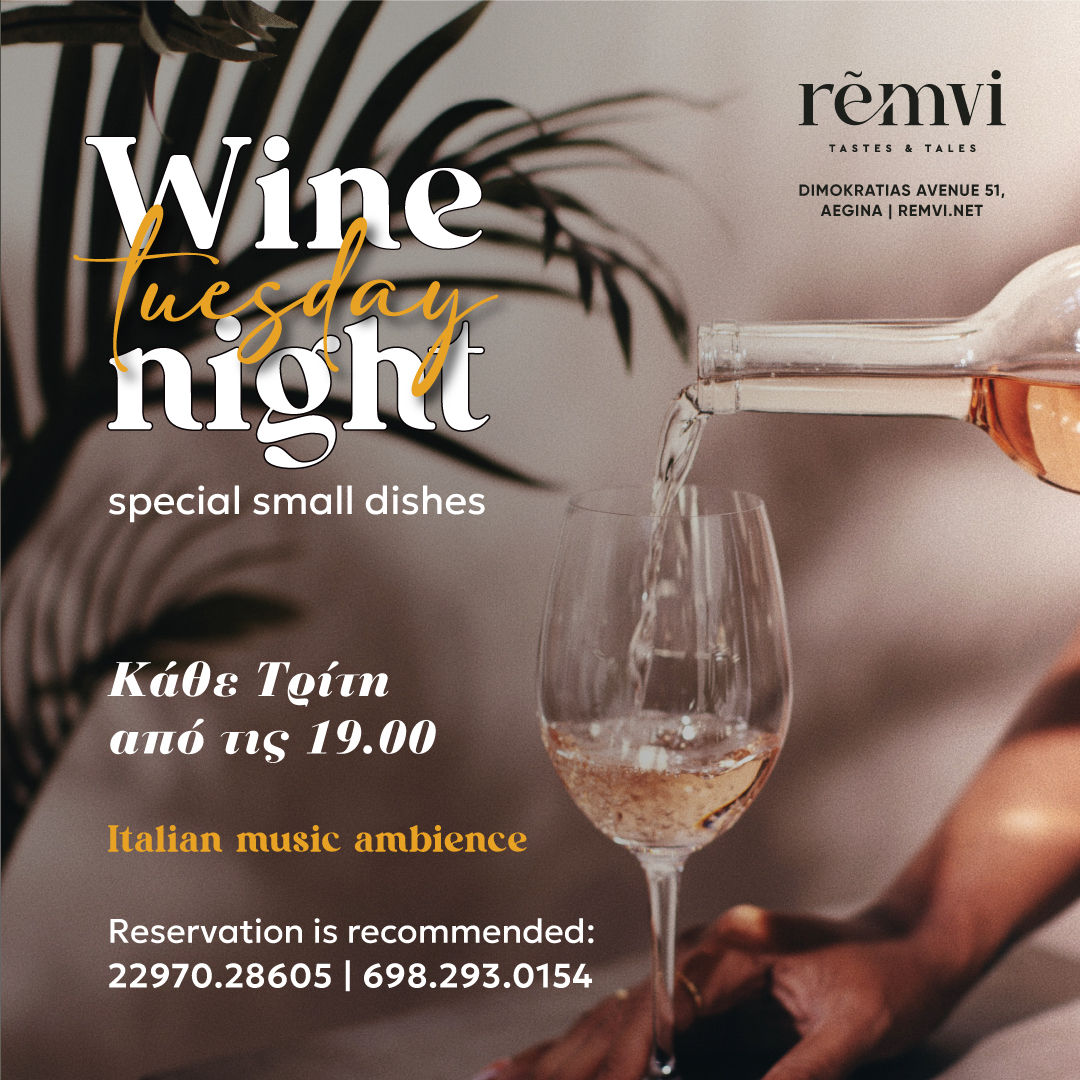 rẽmvi
TASTES & TALES
DIMOKRATIAS AVENUE 51,
AEGINA | REMVI.NET
Wine
tuesday
night
special small dishes
Κάθε Τρίτη
από τις 19.00
Italian music ambience
Reservation is recommended:
22970.28605 | 698.293.0154